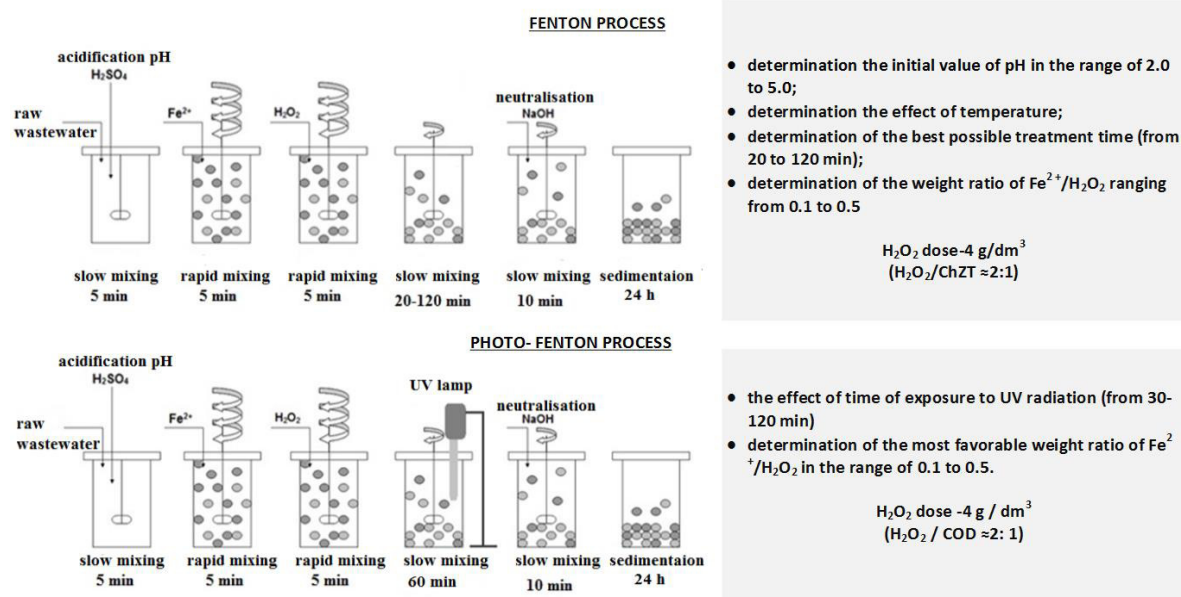 FENTON PROCESS
acidification pH
H₂SO₄
raw
wastewater
Fe²⁺
H₂O₂
neutralisation
NaOH
slow mixing
5 min
rapid mixing
5 min
rapid mixing
5 min
slow mixing
20-120 min
slow mixing
10 min
sedimentaion
24 h
● determination the initial value of pH in the range of 2.0
to 5.0;
● determination the effect of temperature;
● determination of the best possible treatment time (from
20 to 120 min);
● determination of the weight ratio of Fe²⁺/H₂O₂ ranging
from 0.1 to 0.5
H₂O₂ dose-4 g/dm³
(H₂O₂/ChZT ≈2:1)
PHOTO- FENTON PROCESS
acidification pH
H₂SO₄
raw
wastewater
Fe²⁺
H₂O₂
UV lamp
neutralisation
NaOH
slow mixing
5 min
rapid mixing
5 min
rapid mixing
5 min
slow mixing
60 min
slow mixing
10 min
sedimentaion
24 h
● the effect of time of exposure to UV radiation (from 30-
120 min)
● determination of the most favorable weight ratio of Fe²
⁺/H₂O₂ in the range of 0.1 to 0.5.
H₂O₂ dose -4 g / dm³
(H₂O₂ / COD ≈2: 1)